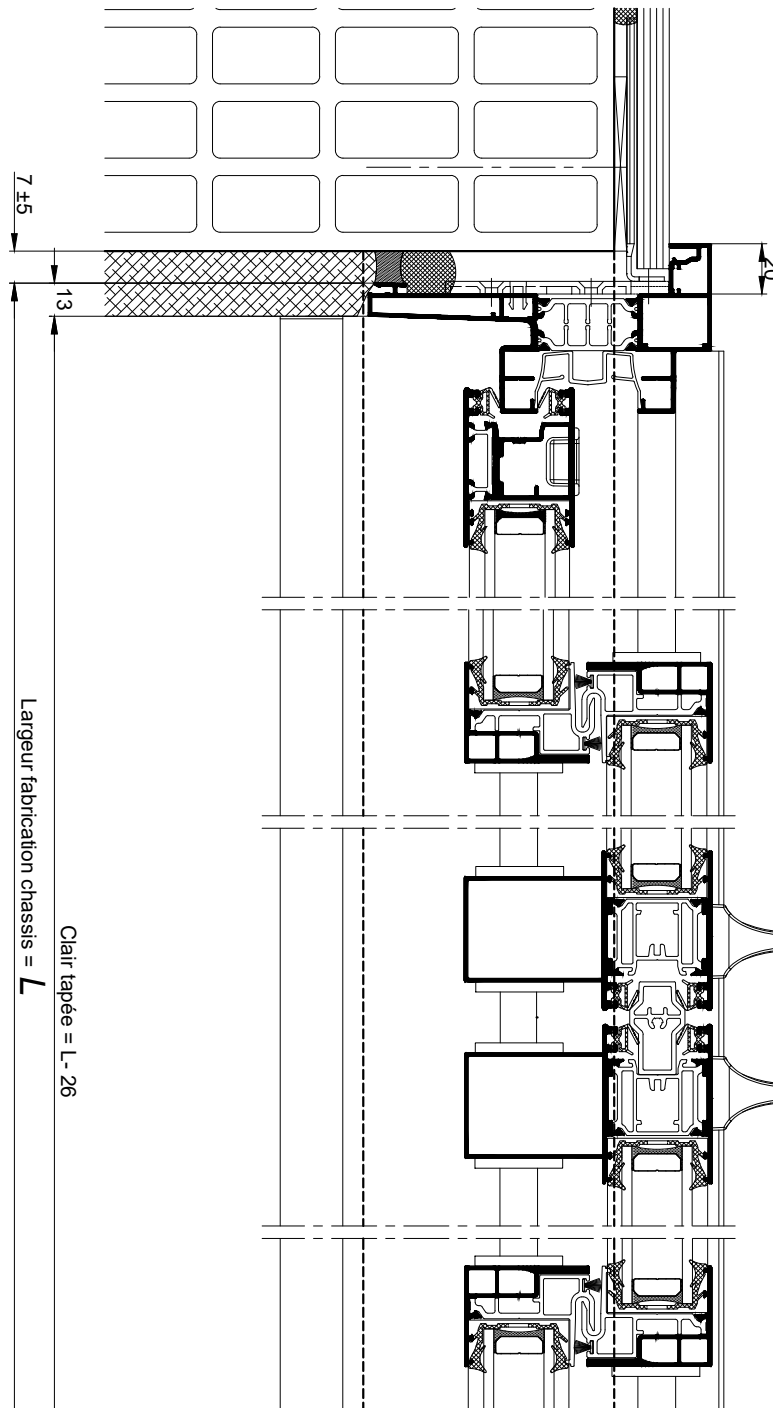 7 ±5
13
Largeur fabrication chassis = L
Clair tapée = L- 26